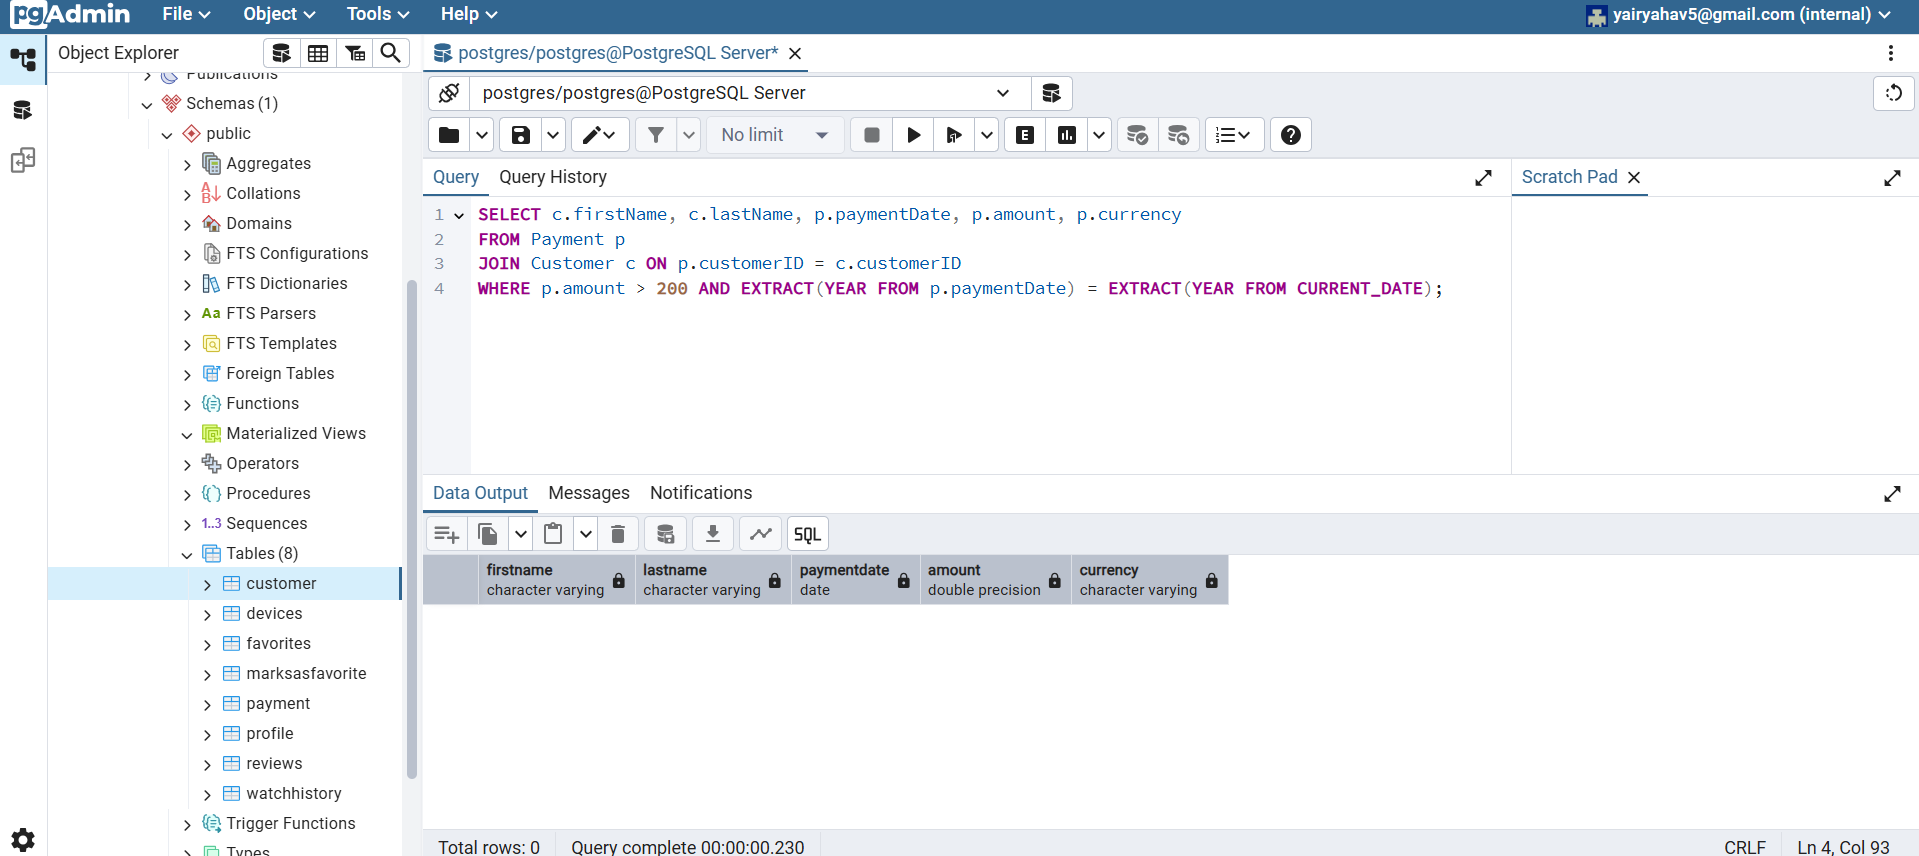 pgAdmin File Object Tools Help yairyahav5@gmail.com (internal)
Object Explorer
postgres/postgres@PostgreSQL Server*
Publications
Schemas (1)
public
Aggregates
Collations
Domains
FTS Configurations
FTS Dictionaries
Aa FTS Parsers
FTS Templates
Foreign Tables
Functions
Materialized Views
Operators
Procedures
1..3 Sequences
Tables (8)
customer
devices
favorites
marksasfavorite
payment
profile
reviews
watchhistory
Trigger Functions
Types
postgres/postgres@PostgreSQL Server
No limit
E
Query Query History
Scratch Pad
1 SELECT c.firstName, c.lastName, p.paymentDate, p.amount, p.currency
2 FROM Payment p
3 JOIN Customer c ON p.customerID = c.customerID
4 WHERE p.amount > 200 AND EXTRACT(YEAR FROM p.paymentDate) = EXTRACT(YEAR FROM CURRENT_DATE);
Data Output Messages Notifications
SQL
firstname lastname paymentdate amount currency
character varying character varying date double precision character varying
Total rows: 0 Query complete 00:00:00.230 CRLF Ln 4, Col 93